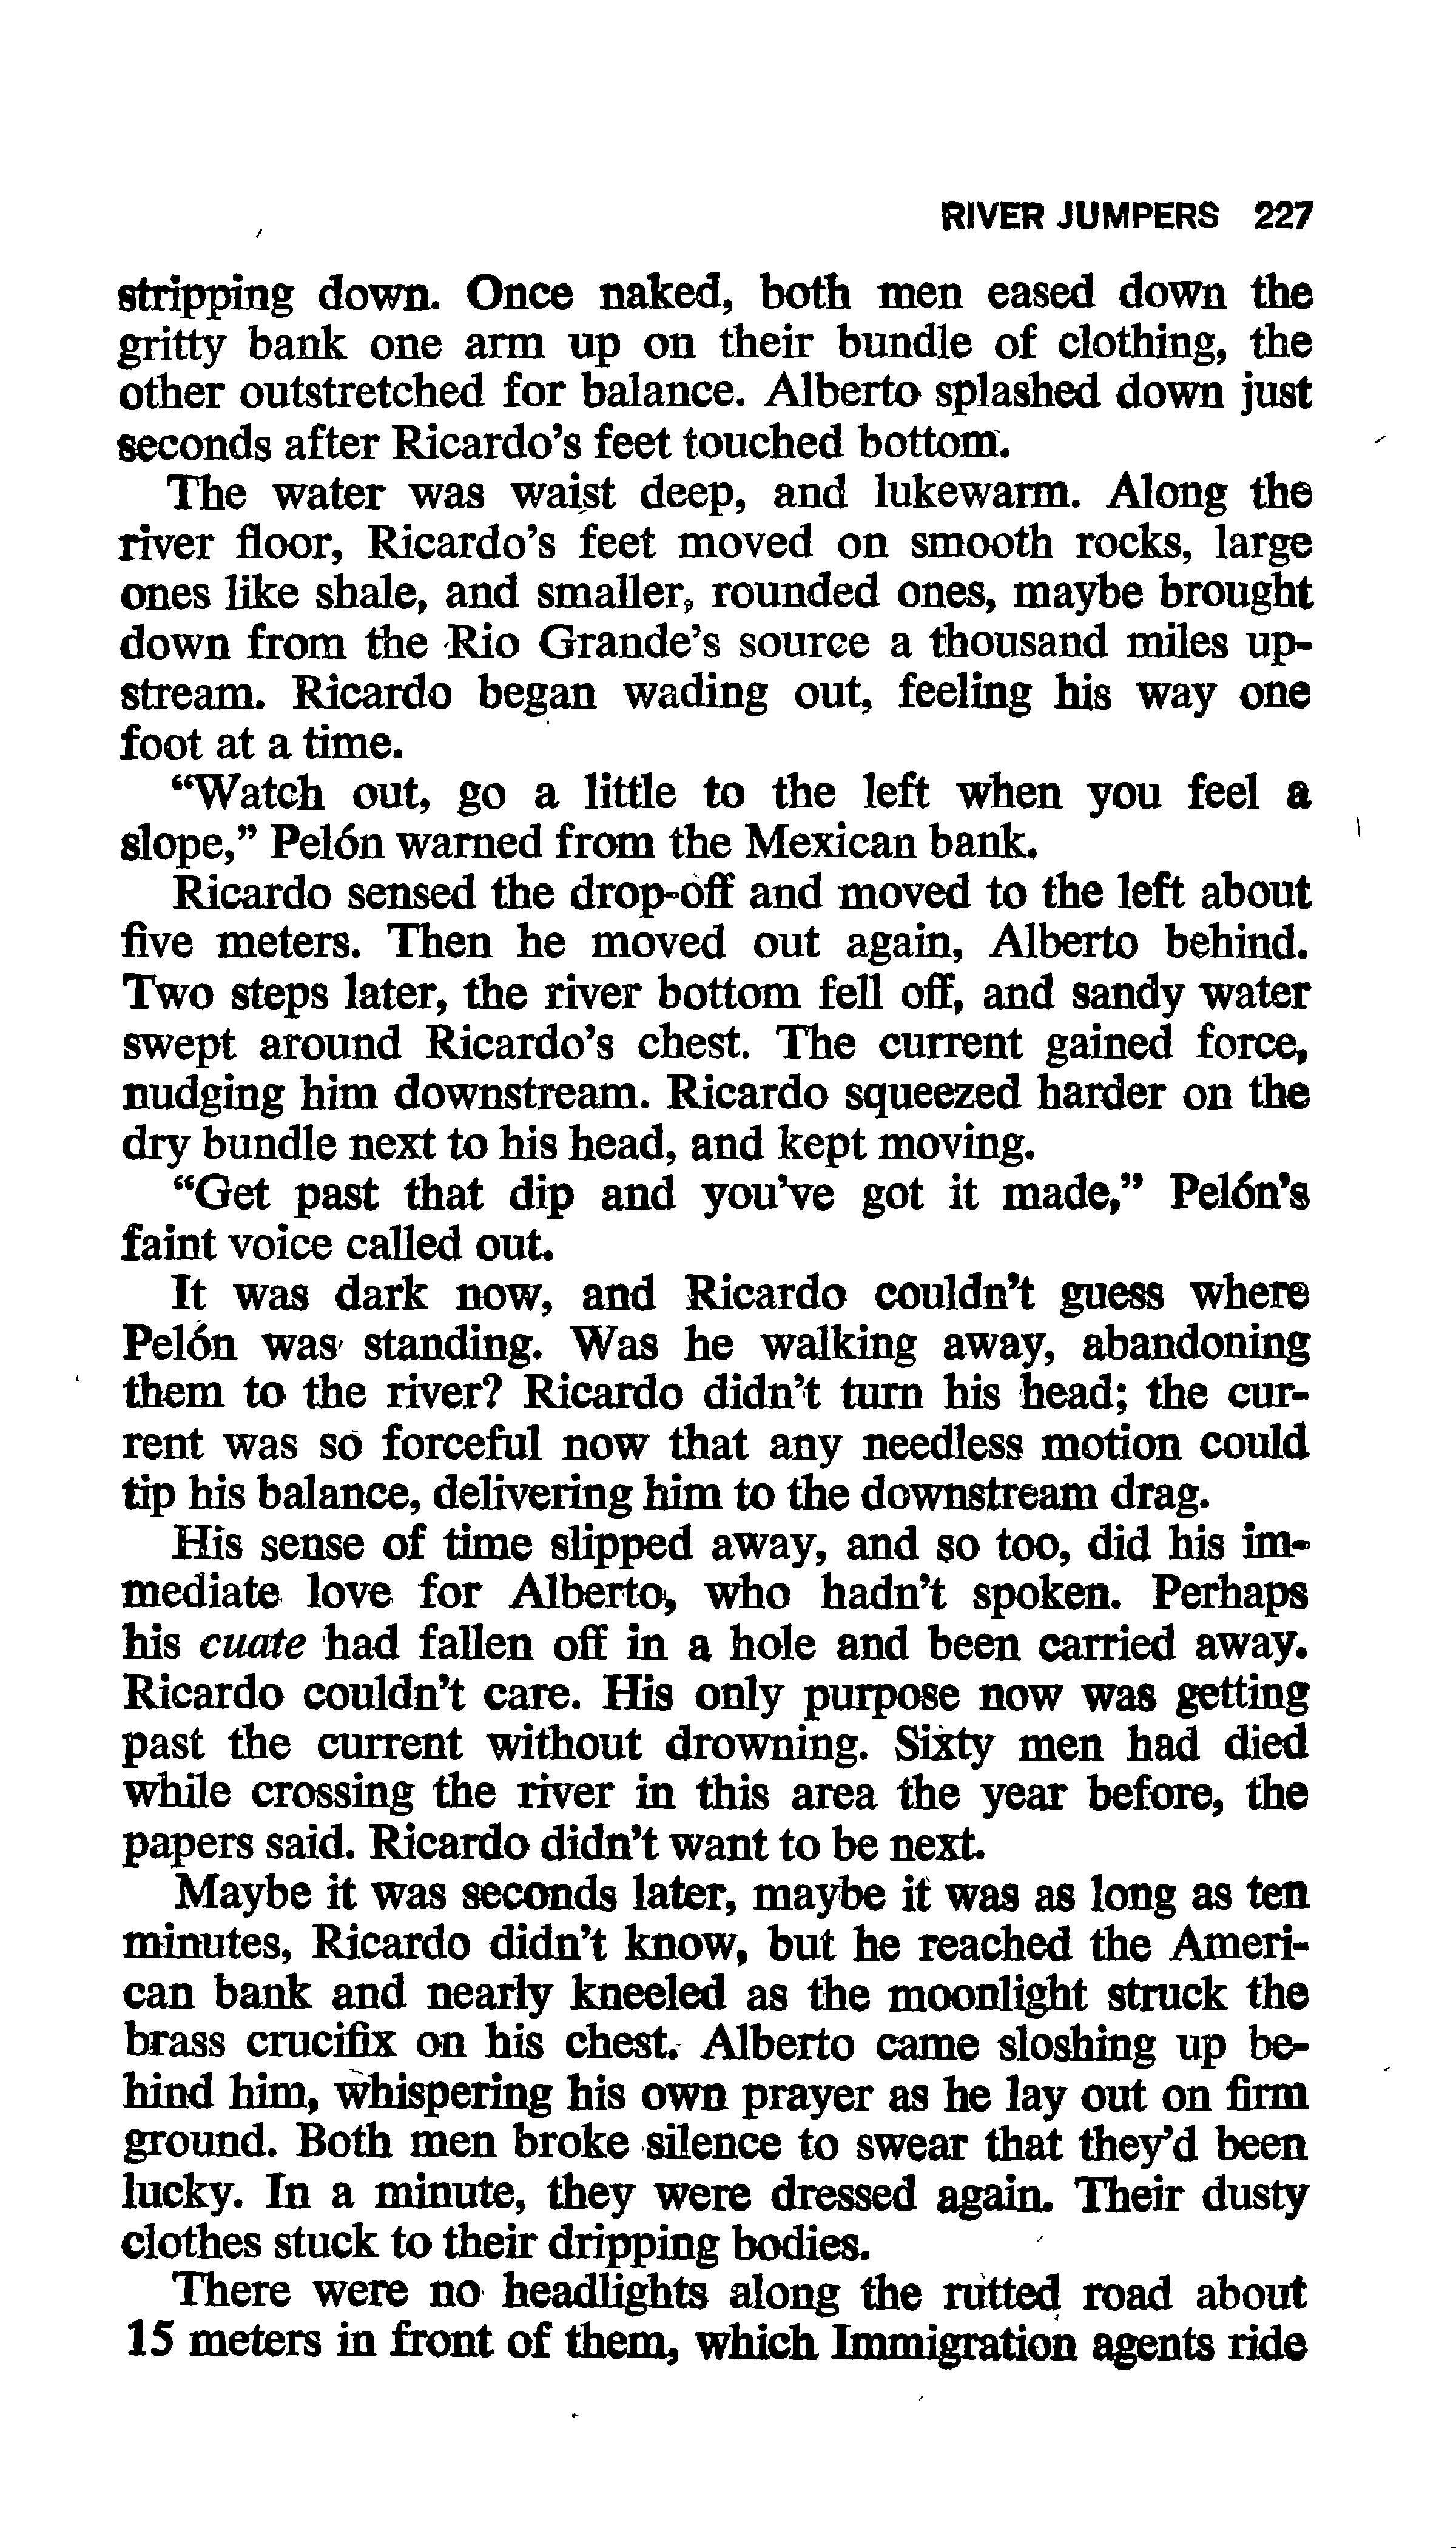 RIVER JUMPERS 227
stripping down. Once naked, both men eased down the
gritty bank one arm up on their bundle of clothing, the
other outstretched for balance. Alberto splashed down just
seconds after Ricardo's feet touched bottom.
The water was waist deep, and lukewarm. Along the
river floor, Ricardo's feet moved on smooth rocks, large
ones like shale, and smaller, rounded ones, maybe brought
down from the Rio Grande's source a thousand miles up-
stream. Ricardo began wading out, feeling his way one
foot at a time.
“Watch out, go a little to the left when you feel a
slope,” Pelón warned from the Mexican bank.
Ricardo sensed the drop-off and moved to the left about
five meters. Then he moved out again, Alberto behind.
Two steps later, the river bottom fell off, and sandy water
swept around Ricardo's chest. The current gained force,
nudging him downstream. Ricardo squeezed harder on the
dry bundle next to his head, and kept moving.
“Get past that dip and you've got it made,” Pelón's
faint voice called out.
It was dark now, and Ricardo couldn't guess where
Pelón was standing. Was he walking away, abandoning
them to the river? Ricardo didn't turn his head; the cur-
rent was so forceful now that any needless motion could
tip his balance, delivering him to the downstream drag.
His sense of time slipped away, and so too, did his im-
mediate love for Alberto, who hadn't spoken. Perhaps
his cuate had fallen off in a hole and been carried away.
Ricardo couldn't care. His only purpose now was getting
past the current without drowning. Sixty men had died
while crossing the river in this area the year before, the
papers said. Ricardo didn't want to be next.
Maybe it was seconds later, maybe it was as long as ten
minutes, Ricardo didn't know, but he reached the Ameri-
can bank and nearly kneeled as the moonlight struck the
brass crucifix on his chest. Alberto came sloshing up be-
hind him, whispering his own prayer as he lay out on firm
ground. Both men broke silence to swear that they'd been
lucky. In a minute, they were dressed again. Their dusty
clothes stuck to their dripping bodies.
There were no headlights along the rutted road about
15 meters in front of them, which Immigration agents ride